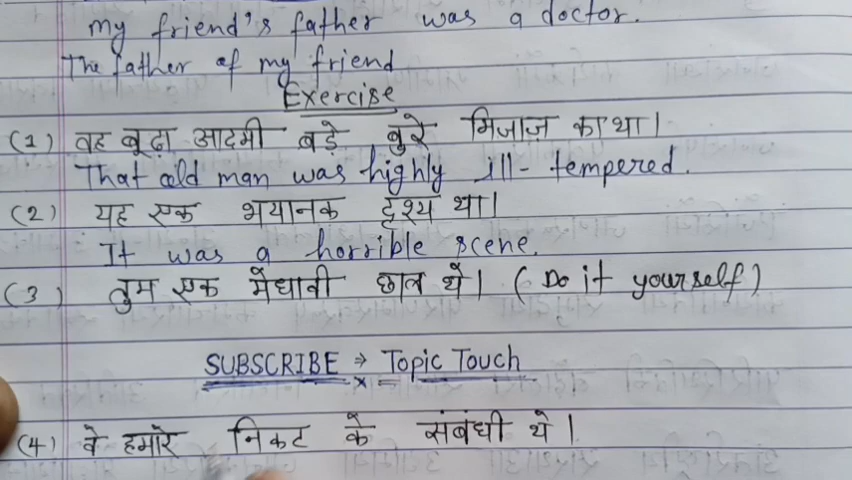 my friend's father was a doctor.
The father of my friend
Exercise
(1) वह बूढ़ा आदमी बड़े बुरे मिजाज़ का था।
That old man was highly ill-tempered.
(2) यह एक भयानक दृश्य था।
It was a horrible scene.
(3) तुम एक मेधावी छात्र थे। (Do it yourself)
SUBSCRIBE → Topic Touch
(4) वे हमारे निकट के संबंधी थे।